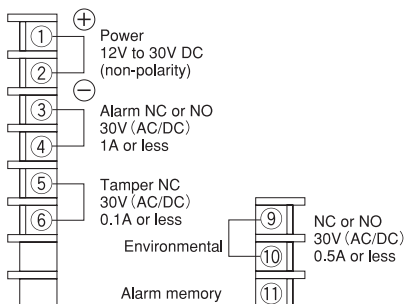 ⊕
① Power
12V to 30V DC
② (non-polarity)
⊖
③ Alarm NC or NO
30V (AC/DC)
④ 1A or less
⑤ Tamper NC
30V (AC/DC)
⑥ 0.1A or less
Environmental
⑨ NC or NO
30V (AC/DC)
⑩ 0.5A or less
Alarm memory ⑪